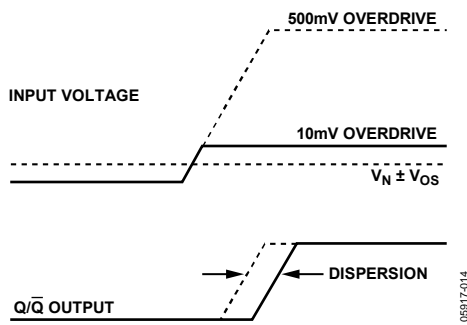 500mV OVERDRIVE
INPUT VOLTAGE
10mV OVERDRIVE
V_N ± V_OS
DISPERSION
Q/Q̅ OUTPUT
05917-014